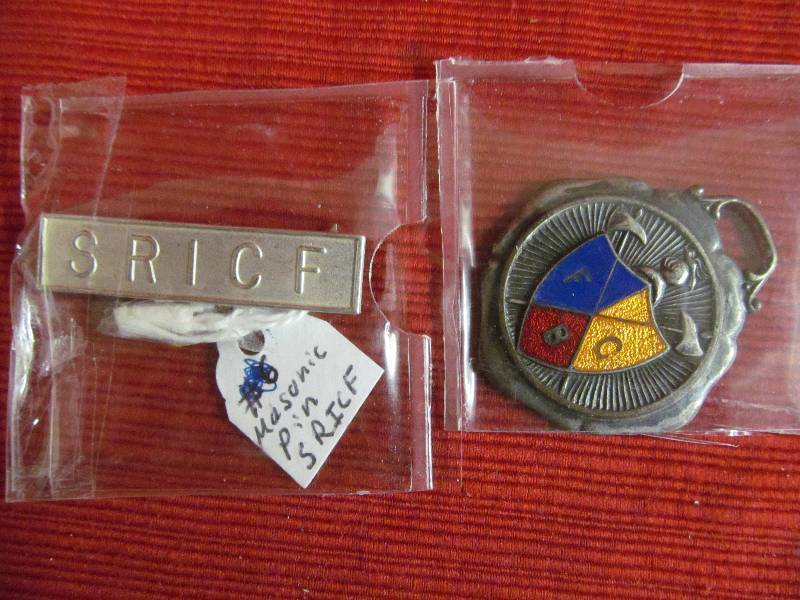 SRICF
Masonic
Pin
SRICF
F
B C